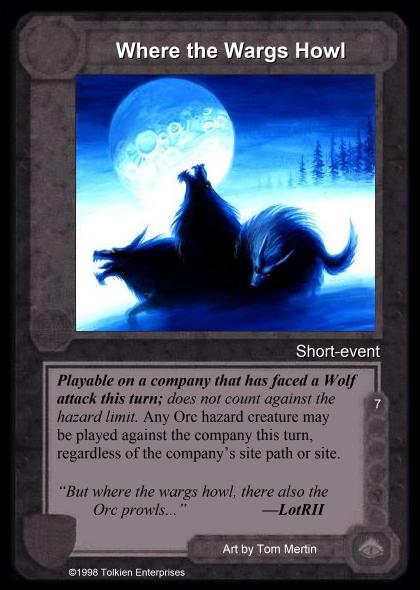 Where the Wargs Howl
Short-event
Playable on a company that has faced a Wolf
attack this turn; does not count against the
hazard limit. Any Orc hazard creature may
be played against the company this turn,
regardless of the company's site path or site.
7
“But where the wargs howl, there also the
Orc prowls...” —LotRII
Art by Tom Mertin
©1998 Tolkien Enterprises